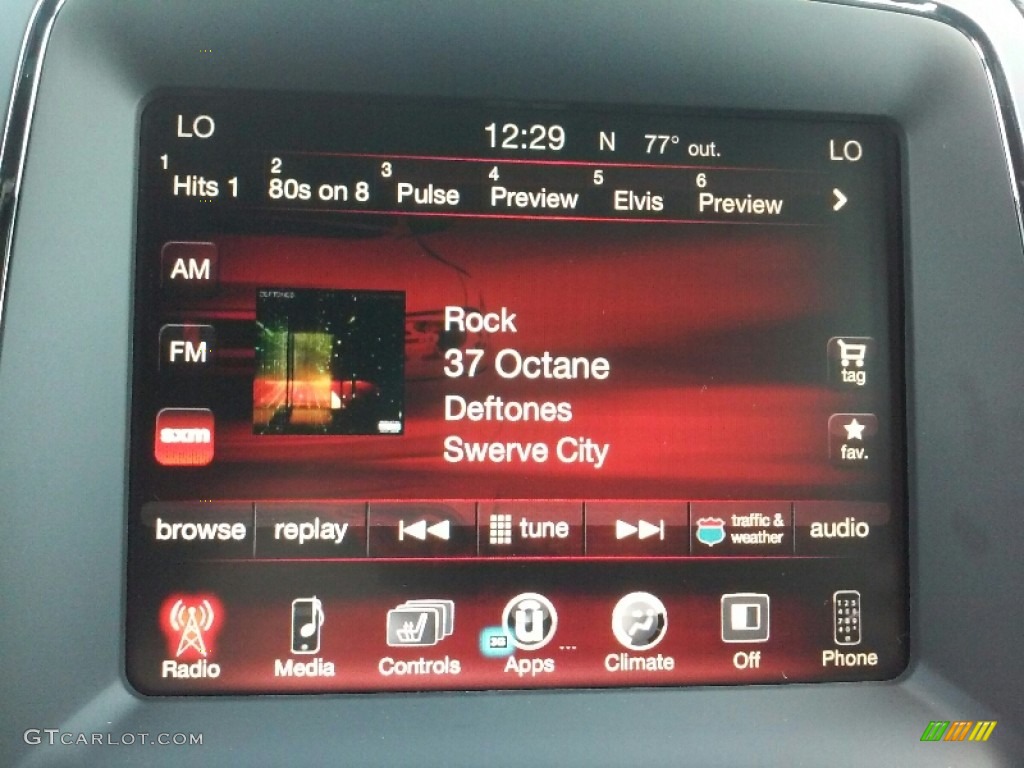 LO
12:29 N 77° out.
LO
1 Hits 1 2 80s on 8 3 Pulse 4 Preview 5 Elvis 6 Preview
AM
FM
sxm
DEFTONES
Rock
37 Octane
Deftones
Swerve City
tag
fav.
browse replay tune traffic & weather audio
Radio Media Controls Apps ... Climate Off Phone
GTCARLOT.COM